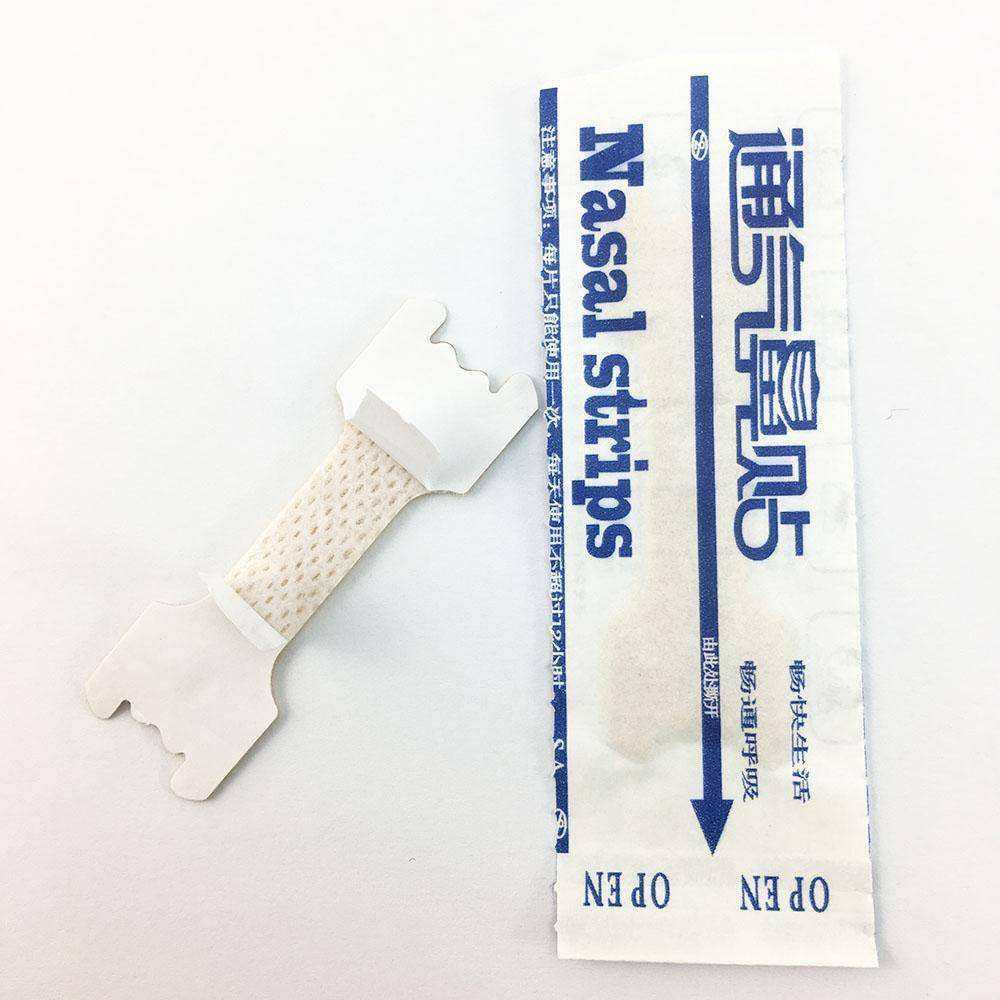 通气鼻贴
Nasal strips
畅快生活
畅通呼吸
由此处撕开
注意事项：每片只能使用一次，每天使用不超过12小时
S.A
OPEN
OPEN